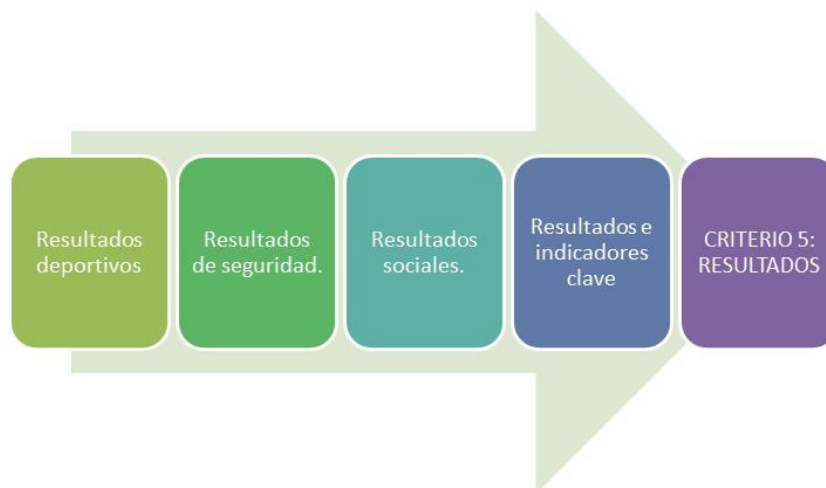 Resultados
deportivos
Resultados
de seguridad.
Resultados
sociales.
Resultados e
indicadores
clave
CRITERIO 5:
RESULTADOS